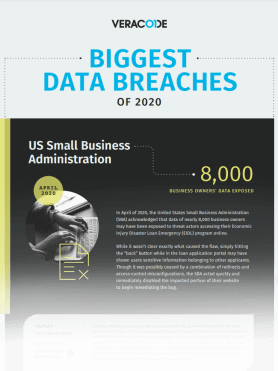 VERACODE
BIGGEST
DATA BREACHES
OF 2020
US Small Business
Administration
8,000
BUSINESS OWNERS' DATA EXPOSED
APRIL
2020
In April of 2020, the United States Small Business Administration
(SBA) acknowledged that data of nearly 8,000 business owners
may have been exposed to threat actors accessing their Economic
Injury Disaster Loan Emergency (EIDL) program online.
While it wasn't clear exactly what caused the flaw, simply hitting
the "back" button while in the loan application portal may have
shown users sensitive information belonging to other applicants.
Though it was possibly caused by a combination of redirects and
access-control misconfigurations, the SBA acted quickly and
immediately disabled the impacted portion of their website
to begin remediating the bug.